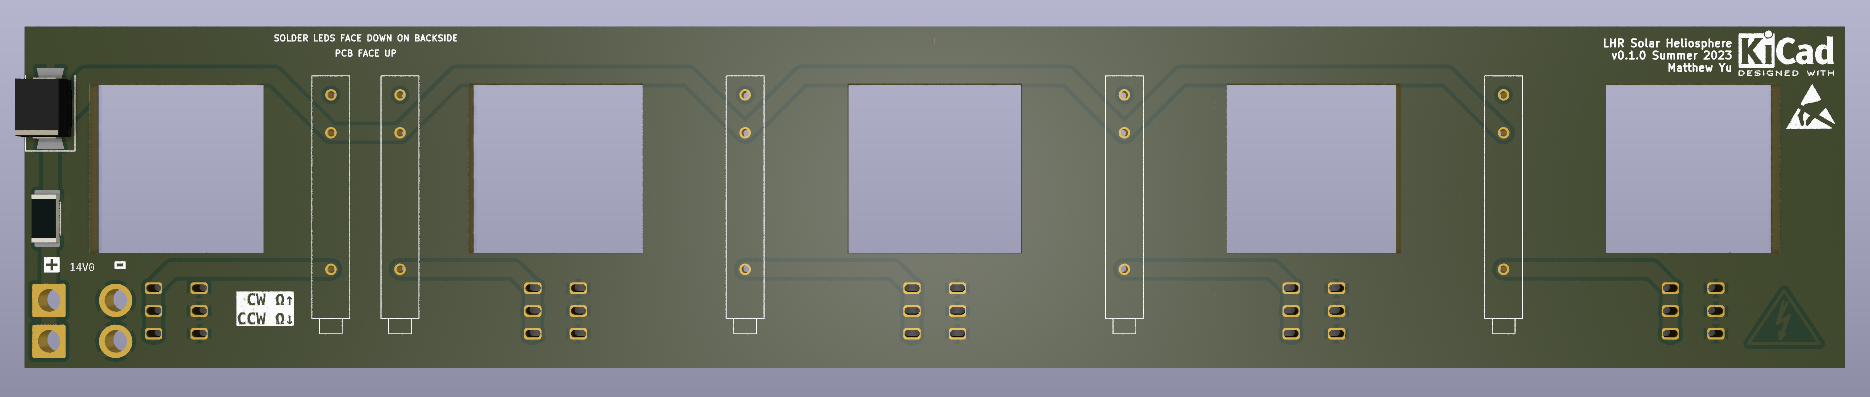 SOLDER LEDS FACE DOWN ON BACKSIDE
PCB FACE UP
LHR Solar Heliosphere
v0.1.0 Summer 2023
Matthew Yu
KiCad
DESIGNED WITH
+ 14V0 -
CW Ω↑
CCW Ω↓